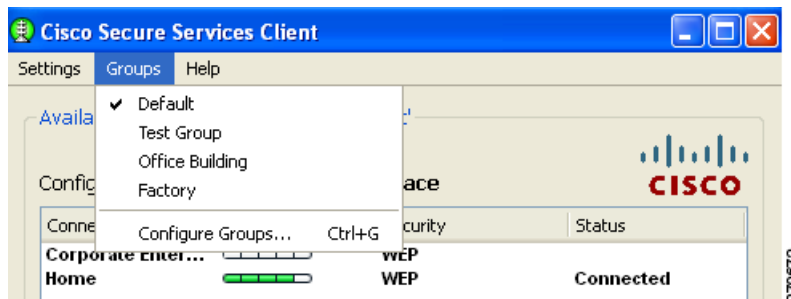 Cisco Secure Services Client
Settings Groups Help
Default
Test Group
Office Building
Factory
Configure Groups... Ctrl+G
Availa
Config ace
CISCO
Conne curity Status
Corporate Enter... WEP
Home WEP Connected